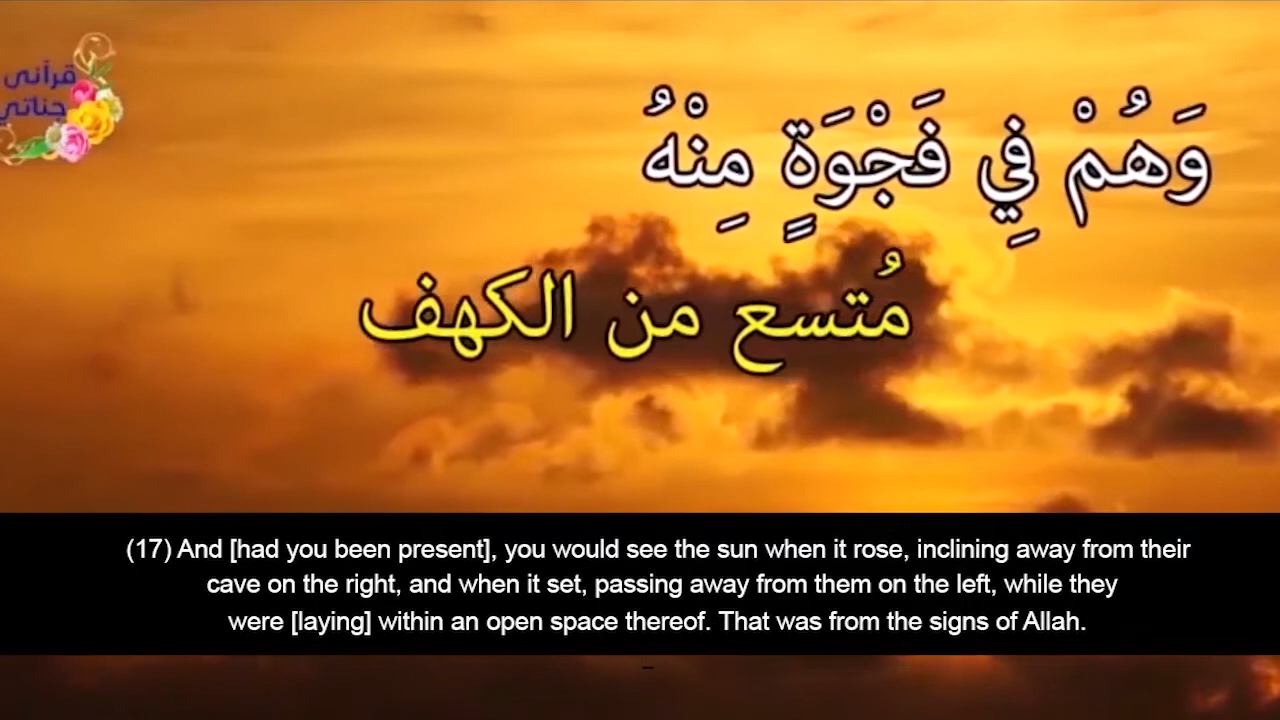 قرآني
جناتي
وَهُمْ فِي فَجْوَةٍ مِنْهُ
مُتسع من الكهف
(17) And [had you been present], you would see the sun when it rose, inclining away from their
cave on the right, and when it set, passing away from them on the left, while they
were [laying] within an open space thereof. That was from the signs of Allah.